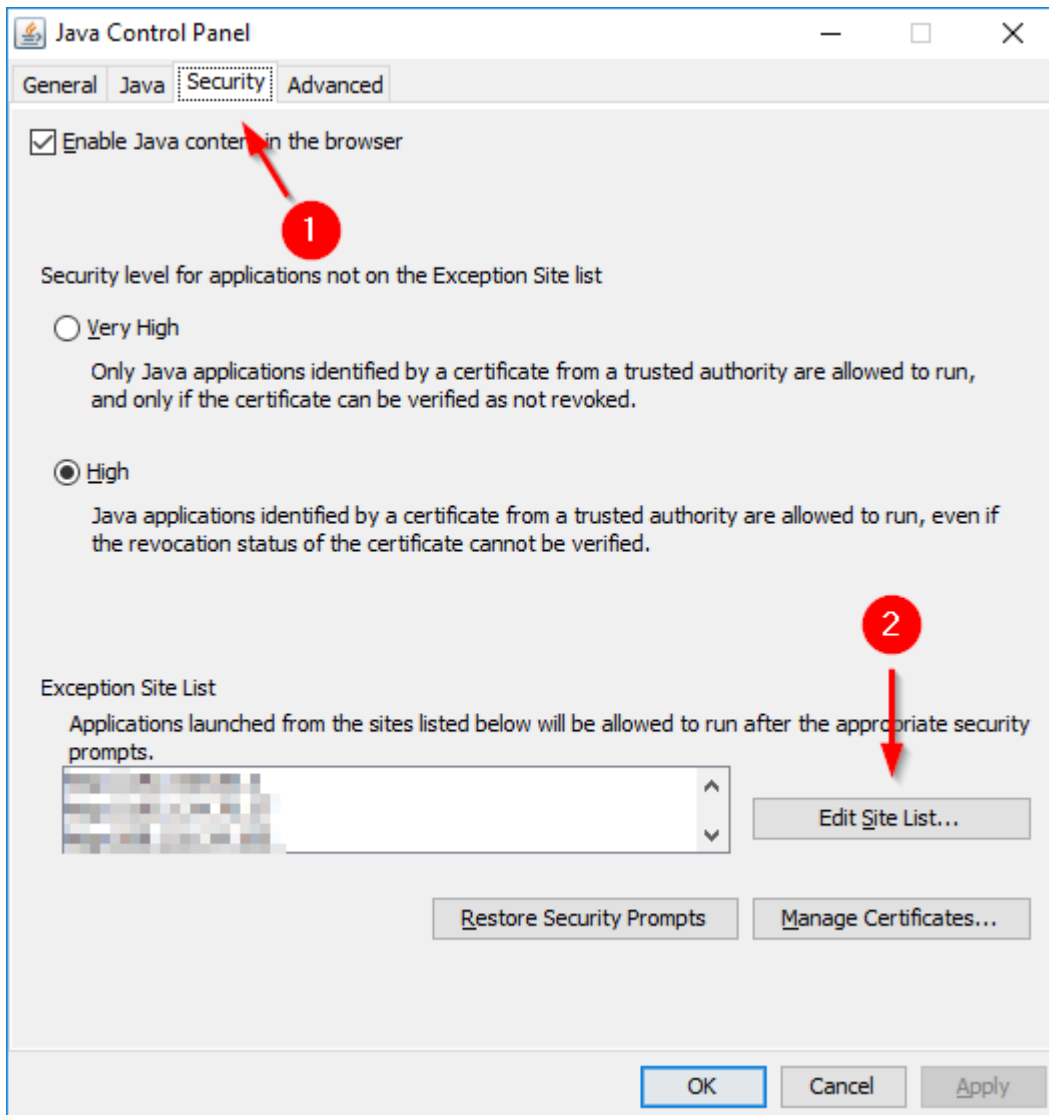 Java Control Panel
General Java Security Advanced
Enable Java content in the browser
1
Security level for applications not on the Exception Site list
Very High
Only Java applications identified by a certificate from a trusted authority are allowed to run,
and only if the certificate can be verified as not revoked.
High
Java applications identified by a certificate from a trusted authority are allowed to run, even if
the revocation status of the certificate cannot be verified.
2
Exception Site List
Applications launched from the sites listed below will be allowed to run after the appropriate security
prompts.
Edit Site List...
Restore Security Prompts Manage Certificates...
OK Cancel Apply